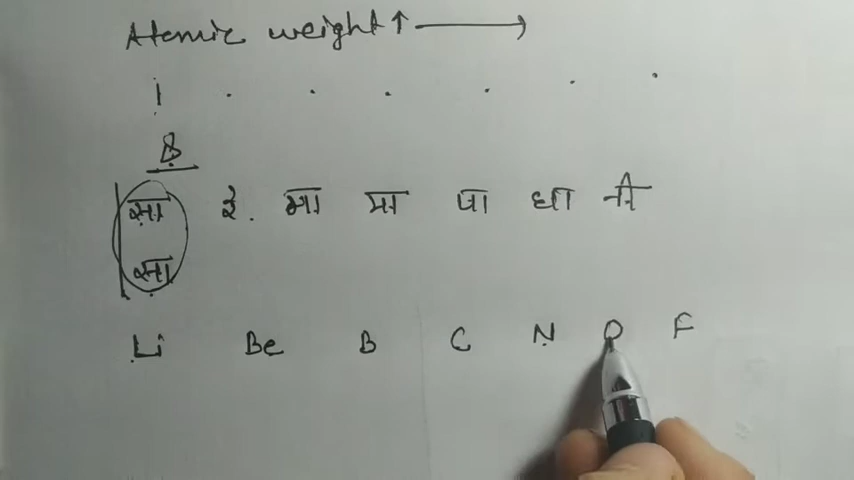 Atomic weight ↑ →
1 . . . . . .
8
सा रे. गा मा पा धा नी
सा
Li Be B C N O F